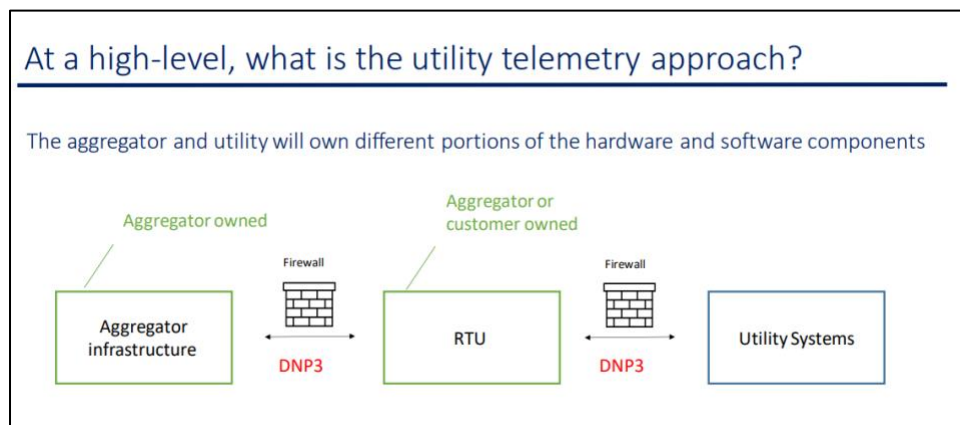 At a high-level, what is the utility telemetry approach?
The aggregator and utility will own different portions of the hardware and software components
Aggregator owned
Aggregator or
customer owned
Firewall
Firewall
Aggregator
infrastructure
RTU
Utility Systems
DNP3
DNP3